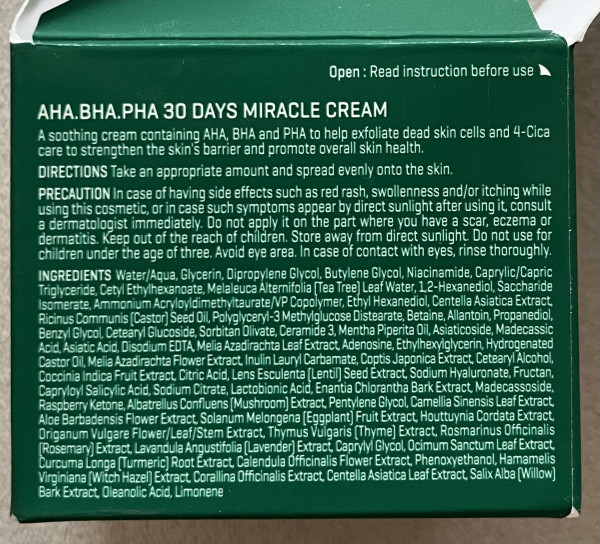 Open : Read instruction before use
AHA.BHA.PHA 30 DAYS MIRACLE CREAM
A soothing cream containing AHA, BHA and PHA to help exfoliate dead skin cells and 4-Cica
care to strengthen the skin's barrier and promote overall skin health.
DIRECTIONS Take an appropriate amount and spread evenly onto the skin.
PRECAUTION In case of having side effects such as red rash, swollenness and/or itching while
using this cosmetic, or in case such symptoms appear by direct sunlight after using it, consult
a dermatologist immediately. Do not apply it on the part where you have a scar, eczema or
dermatitis. Keep out of the reach of children. Store away from direct sunlight. Do not use for
children under the age of three. Avoid eye area. In case of contact with eyes, rinse thoroughly.
INGREDIENTS Water/Aqua, Glycerin, Dipropylene Glycol, Butylene Glycol, Niacinamide, Caprylic/Capric
Triglyceride, Cetyl Ethylhexanoate, Melaleuca Alternifolia (Tea Tree) Leaf Water, 1,2-Hexanediol, Saccharide
Isomerate, Ammonium Acryloyldimethyltaurate/VP Copolymer, Ethyl Hexanediol, Centella Asiatica Extract,
Ricinus Communis (Castor) Seed Oil, Polyglyceryl-3 Methylglucose Distearate, Betaine, Allantoin, Propanediol,
Benzyl Glycol, Cetearyl Glucoside, Sorbitan Olivate, Ceramide 3, Mentha Piperita Oil, Asiaticoside, Madecassic
Acid, Asiatic Acid, Disodium EDTA, Melia Azadirachta Leaf Extract, Adenosine, Ethylhexylglycerin, Hydrogenated
Castor Oil, Melia Azadirachta Flower Extract, Inulin Lauryl Carbamate, Coptis Japonica Extract, Cetearyl Alcohol,
Coccinia Indica Fruit Extract, Citric Acid, Lens Esculenta (Lentil) Seed Extract, Sodium Hyaluronate, Fructan,
Capryloyl Salicylic Acid, Sodium Citrate, Lactobionic Acid, Enantia Chlorantha Bark Extract, Madecassoside,
Raspberry Ketone, Albatrellus Confluens (Mushroom) Extract, Pentylene Glycol, Camellia Sinensis Leaf Extract,
Aloe Barbadensis Flower Extract, Solanum Melongena (Eggplant) Fruit Extract, Houttuynia Cordata Extract,
Origanum Vulgare Flower/Leaf/Stem Extract, Thymus Vulgaris (Thyme) Extract, Rosmarinus Officinalis
(Rosemary) Extract, Lavandula Angustifolia (Lavender) Extract, Caprylyl Glycol, Ocimum Sanctum Leaf Extract,
Curcuma Longa (Turmeric) Root Extract, Calendula Officinalis Flower Extract, Phenoxyethanol, Hamamelis
Virginiana (Witch Hazel) Extract, Corallina Officinalis Extract, Centella Asiatica Leaf Extract, Salix Alba (Willow)
Bark Extract, Oleanolic Acid, Limonene